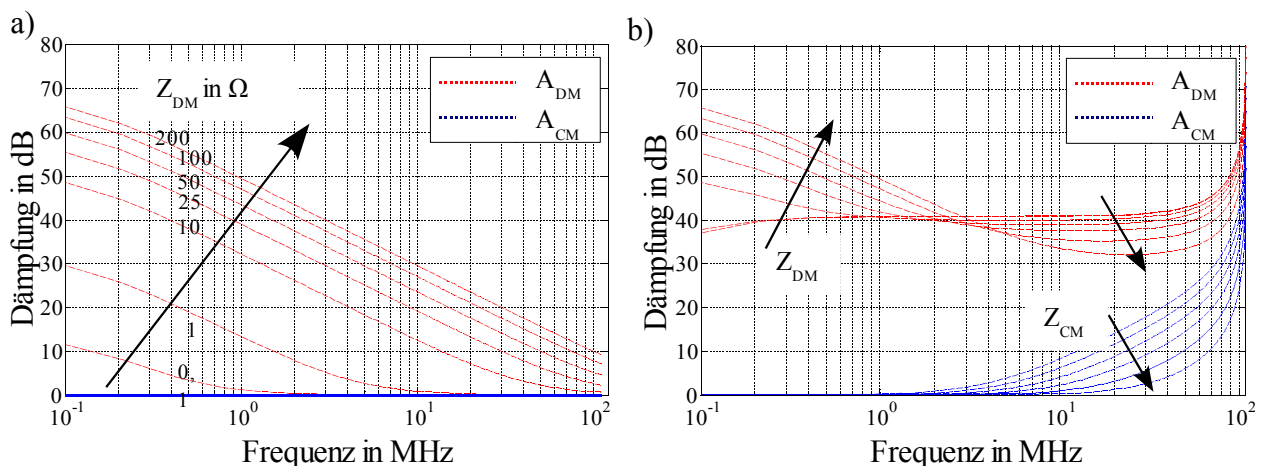 a)
Dämpfung in dB
80
70
60
50
40
30
20
10
0
Z_DM in Ω
200
100
50
25
10
1
0,
1
A_DM
A_CM
10^-1
10^0
10^1
10^2
Frequenz in MHz
b)
Dämpfung in dB
80
70
60
50
40
30
20
10
0
Z_DM
Z_CM
A_DM
A_CM
10^-1
10^0
10^1
10^2
Frequenz in MHz